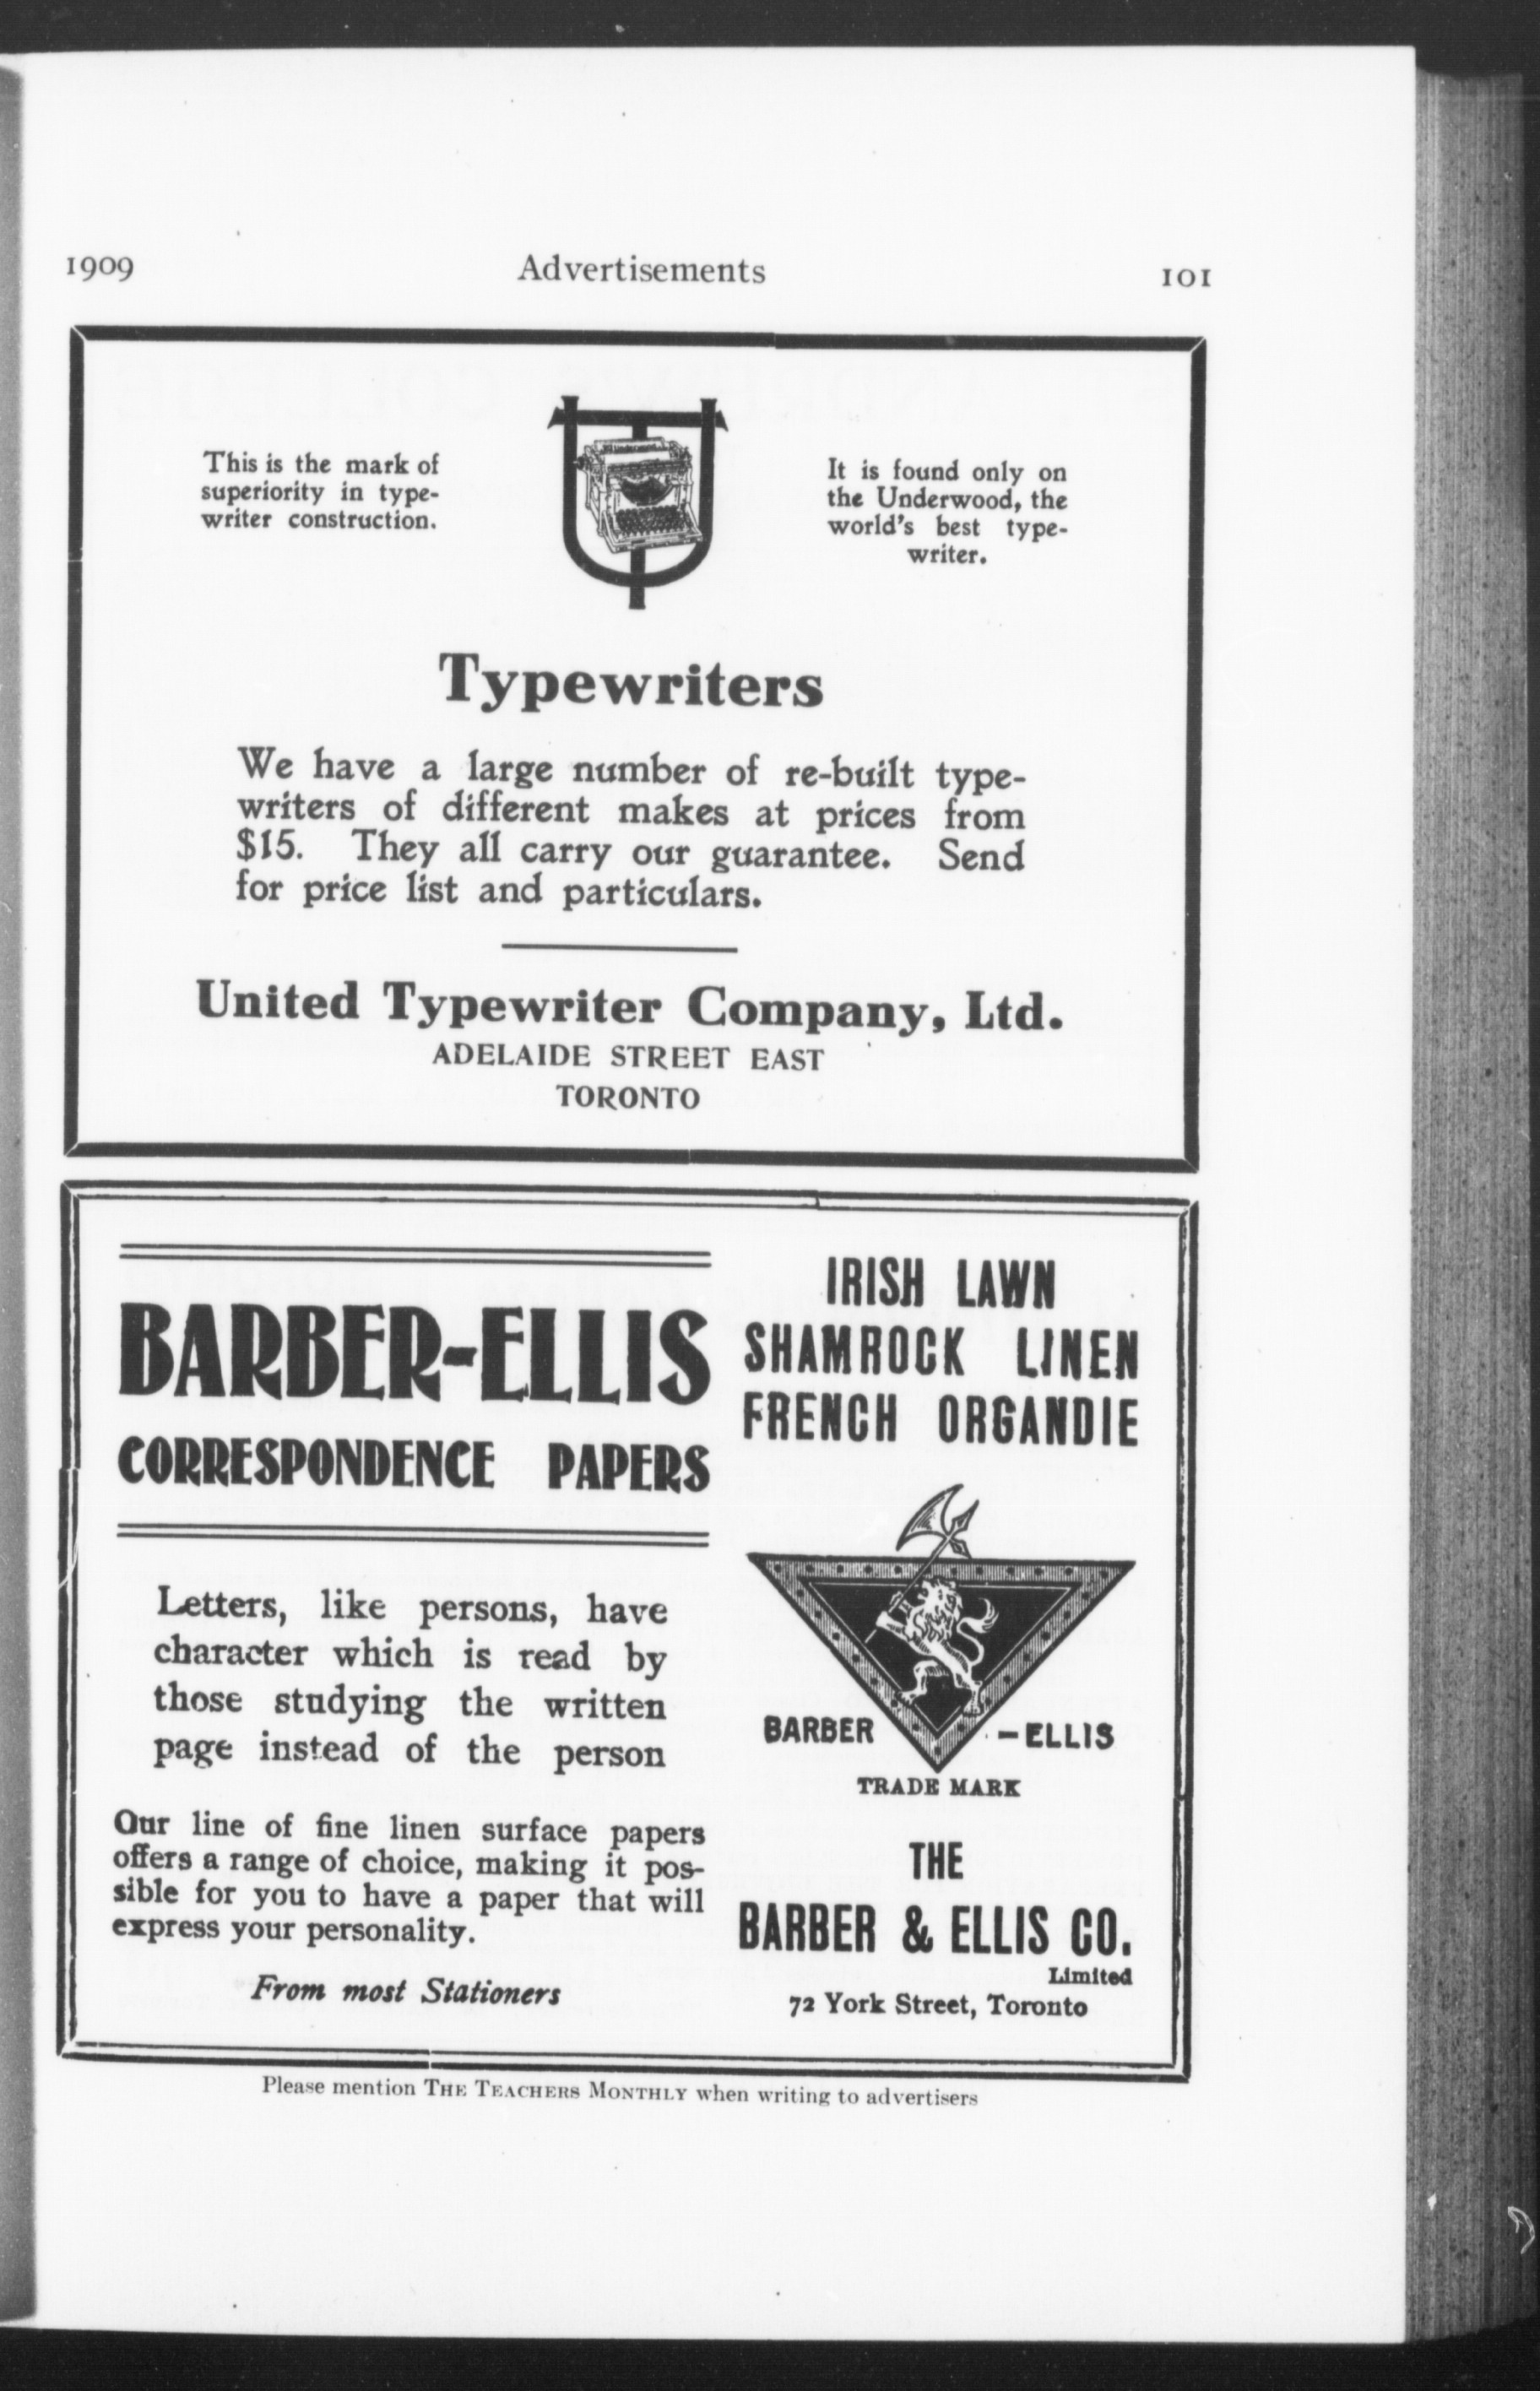 1909 Advertisements 101
This is the mark of
superiority in type-
writer construction.
It is found only on
the Underwood, the
world's best type-
writer.
Typewriters
We have a large number of re-built type-
writers of different makes at prices from
$15. They all carry our guarantee. Send
for price list and particulars.
United Typewriter Company, Ltd.
ADELAIDE STREET EAST
TORONTO
BARBER-ELLIS
CORRESPONDENCE PAPERS
Letters, like persons, have
character which is read by
those studying the written
page instead of the person
Our line of fine linen surface papers
offers a range of choice, making it pos-
sible for you to have a paper that will
express your personality.
From most Stationers
IRISH LAWN
SHAMROCK LINEN
FRENCH ORGANDIE
BARBER -ELLIS
TRADE MARK
THE
BARBER & ELLIS CO.
Limited
72 York Street, Toronto
Please mention THE TEACHERS MONTHLY when writing to advertisers